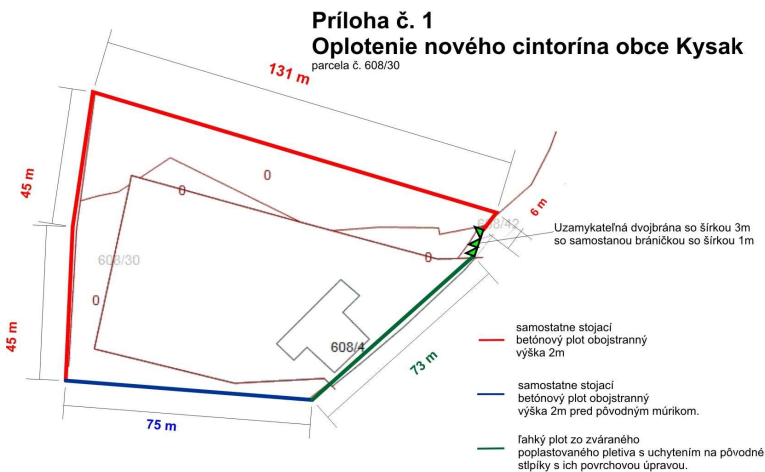 Príloha č. 1
Oplotenie nového cintorína obce Kysak
parcela č. 608/30
131 m
45 m
0
0
6 m
608/42
Uzamykateľná dvojbrána so šírkou 3m
so samostanou bráničkou so šírkou 1m
608/30
0
0
45 m
608/4
73 m
75 m
samostatne stojací
betónový plot obojstranný
výška 2m
samostatne stojací
betónový plot obojstranný
výška 2m pred pôvodným múrikom.
ľahký plot zo zváraného
poplastovaného pletiva s uchytením na pôvodné
stlpiky s ich povrchovou úpravou.